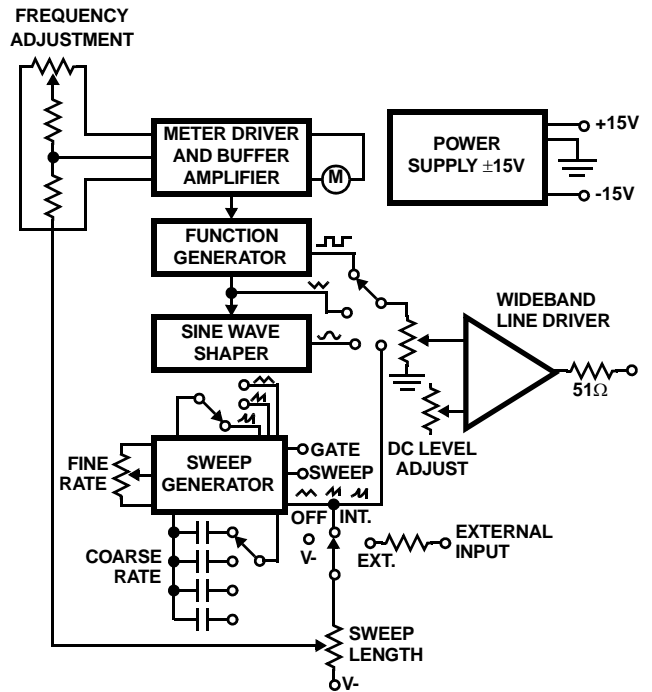 FREQUENCY
ADJUSTMENT
METER DRIVER
AND BUFFER
AMPLIFIER
M
POWER
SUPPLY ±15V
+15V
-15V
FUNCTION
GENERATOR
SINE WAVE
SHAPER
WIDEBAND
LINE DRIVER
51Ω
DC LEVEL
ADJUST
FINE
RATE
SWEEP
GENERATOR
GATE
SWEEP
OFF INT.
V-
EXT.
EXTERNAL
INPUT
COARSE
RATE
SWEEP
LENGTH
V-